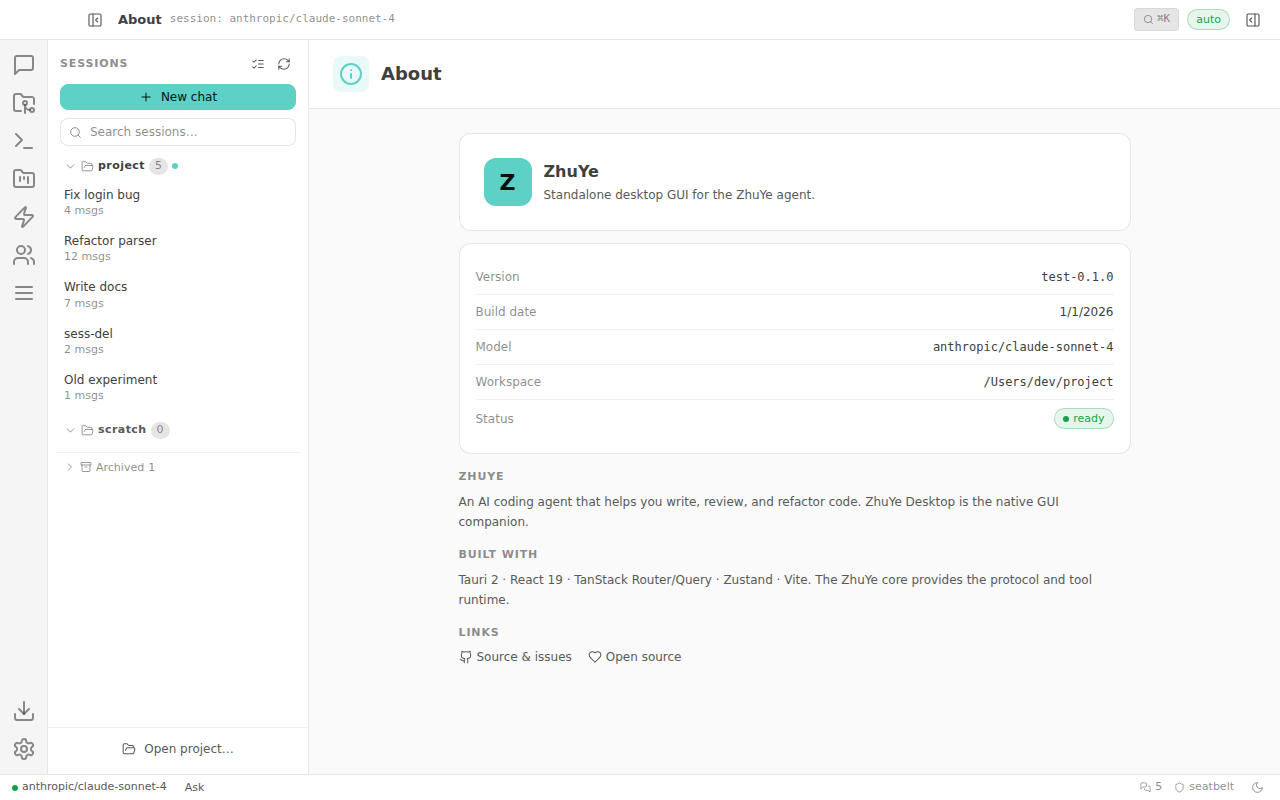 About session: anthropic/claude-sonnet-4 ⌘K auto
SESSIONS
New chat
Search sessions…
project 5
Fix login bug
4 msgs
Refactor parser
12 msgs
Write docs
7 msgs
sess-del
2 msgs
Old experiment
1 msgs
scratch 0
Archived 1
Open project…
About
Z
ZhuYe
Standalone desktop GUI for the ZhuYe agent.
Version test-0.1.0
Build date 1/1/2026
Model anthropic/claude-sonnet-4
Workspace /Users/dev/project
Status ready
ZHUYE
An AI coding agent that helps you write, review, and refactor code. ZhuYe Desktop is the native GUI
companion.
BUILT WITH
Tauri 2 · React 19 · TanStack Router/Query · Zustand · Vite. The ZhuYe core provides the protocol and tool
runtime.
LINKS
Source & issues Open source
anthropic/claude-sonnet-4 Ask 5 seatbelt